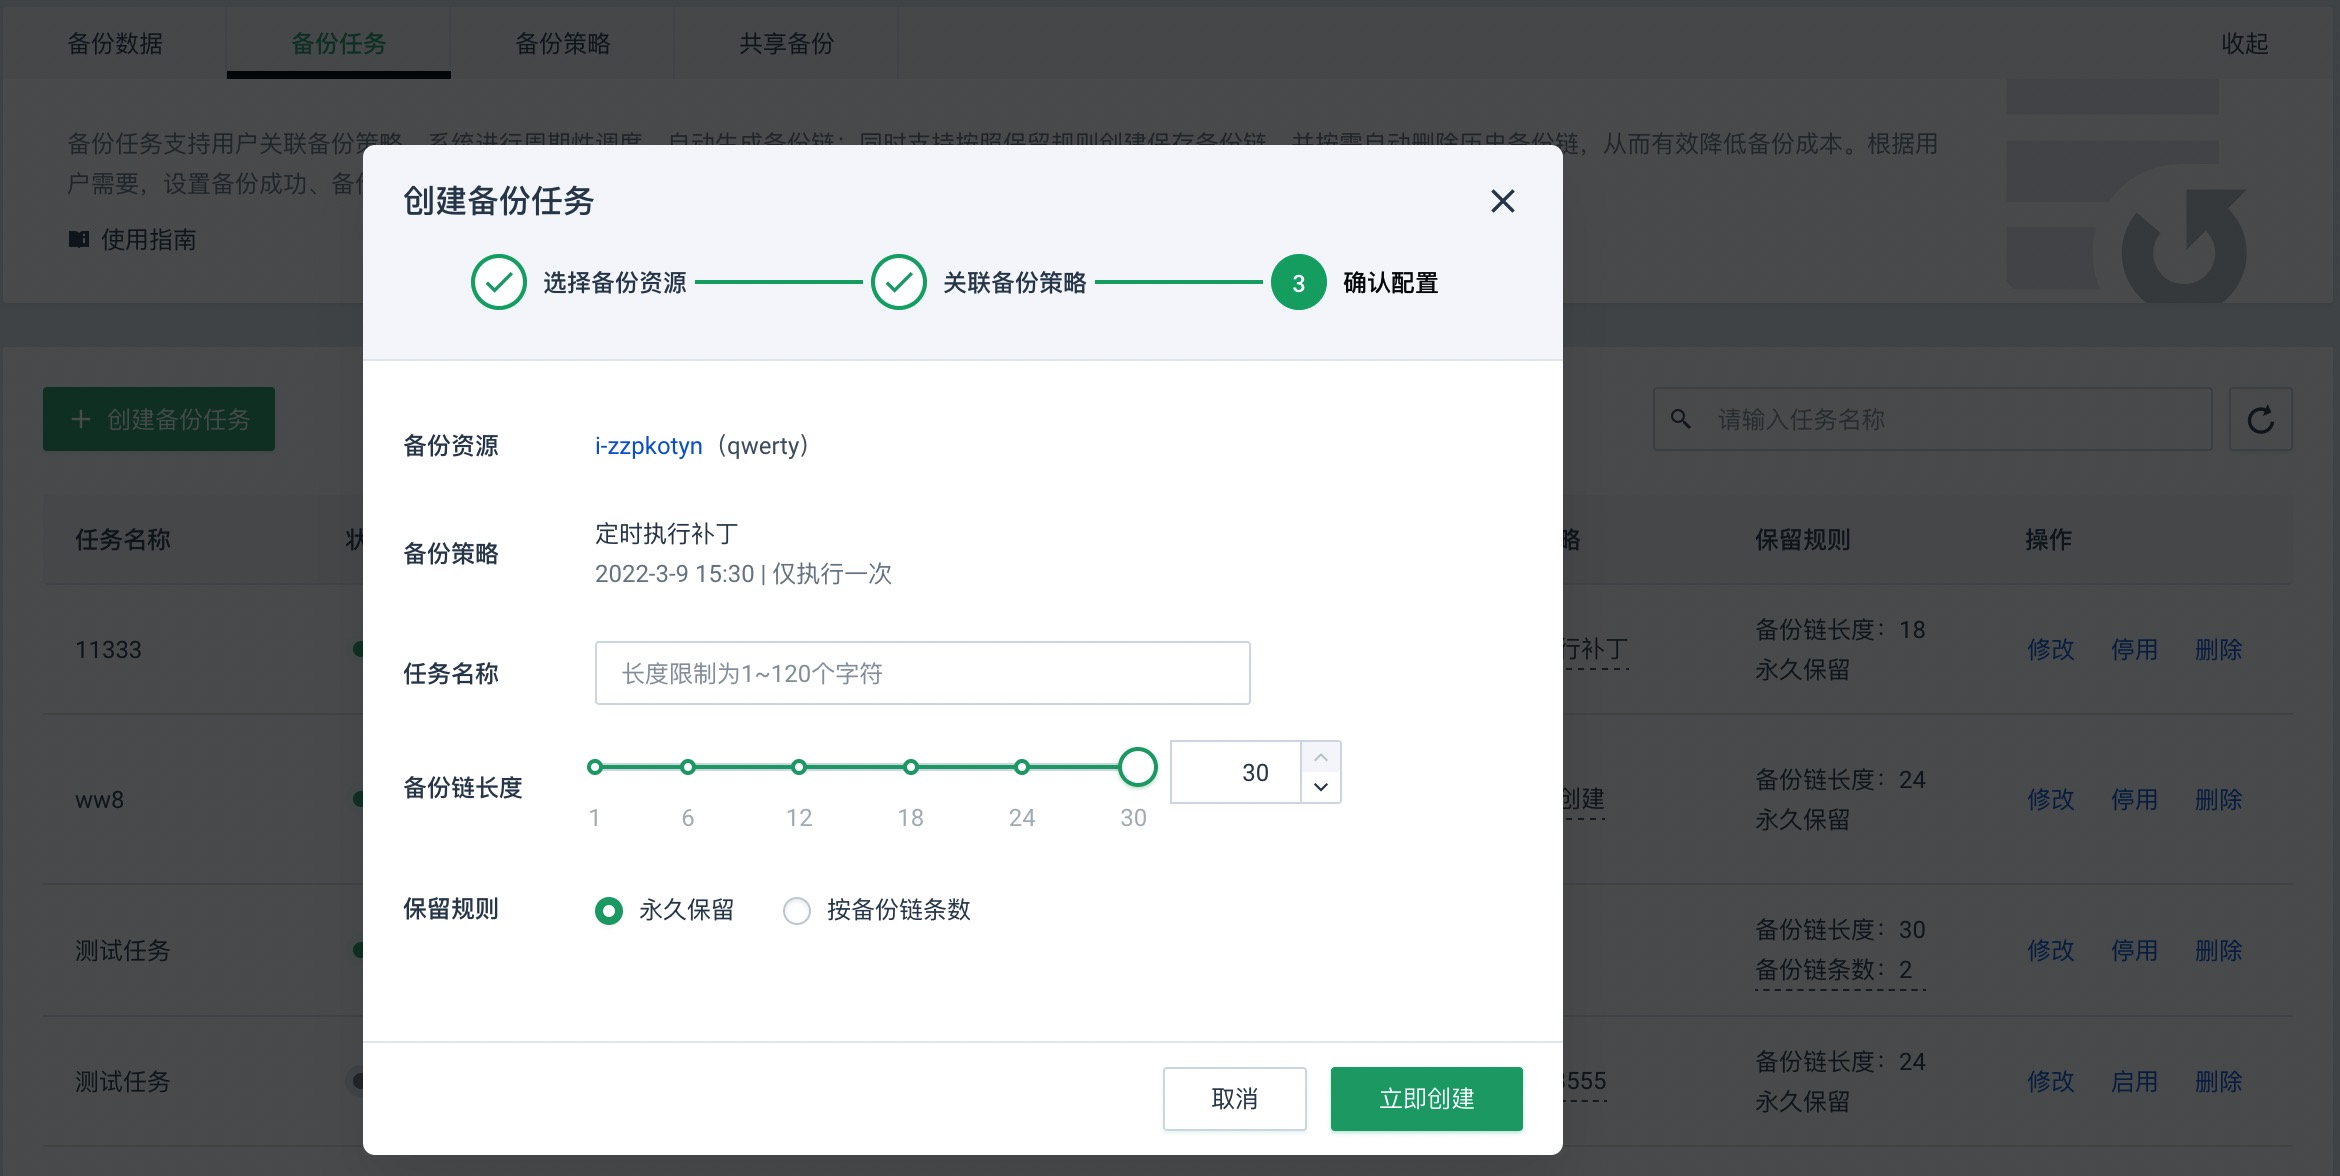 备份数据
备份任务
备份策略
共享备份
收起
备份任务支持用户关联备份策略，系统进行周期性调度，自动生成备份链；同时支持按照保留规则创建保存备份链，并按需自动删除历史备份链，从而有效降低备份成本。根据用
户需要，设置备份成功、备份
使用指南
创建备份任务
选择备份资源
关联备份策略
3 确认配置
+ 创建备份任务
请输入任务名称
备份资源
i-zzpkotyn（qwerty）
备份策略
定时执行补丁
2022-3-9 15:30 | 仅执行一次
任务名称
长度限制为1~120个字符
备份链长度
30
1 6 12 18 24 30
保留规则
永久保留
按备份链条数
取消
立即创建
任务名称
状
略
保留规则
操作
11333
行补丁
备份链长度：18
永久保留
修改 停用 删除
ww8
创建
备份链长度：24
永久保留
修改 停用 删除
测试任务
备份链长度：30
备份链条数：2
修改 停用 删除
测试任务
3555
备份链长度：24
永久保留
修改 启用 删除